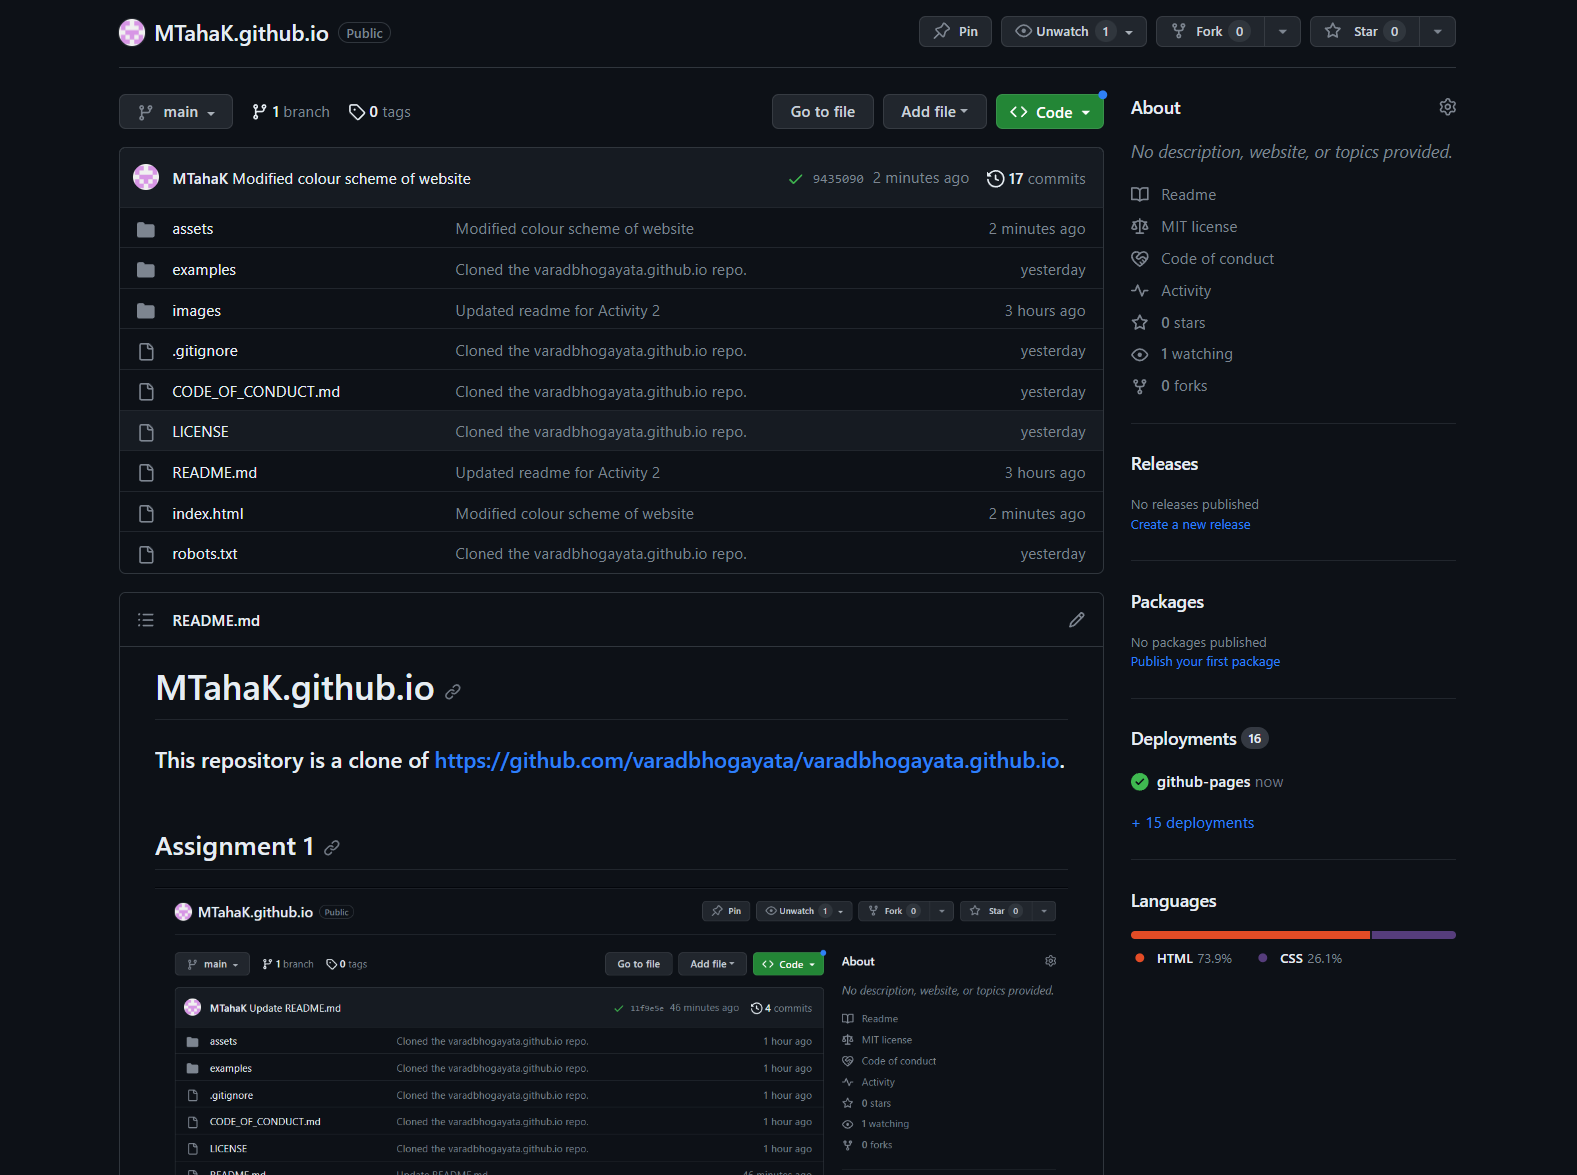 MTahaK.github.io Public Pin Unwatch 1 Fork 0 Star 0
main 1 branch 0 tags Go to file Add file Code
MTahaK Modified colour scheme of website 9435090 2 minutes ago 17 commits
assets Modified colour scheme of website 2 minutes ago
examples Cloned the varadbhogayata.github.io repo. yesterday
images Updated readme for Activity 2 3 hours ago
.gitignore Cloned the varadbhogayata.github.io repo. yesterday
CODE_OF_CONDUCT.md Cloned the varadbhogayata.github.io repo. yesterday
LICENSE Cloned the varadbhogayata.github.io repo. yesterday
README.md Updated readme for Activity 2 3 hours ago
index.html Modified colour scheme of website 2 minutes ago
robots.txt Cloned the varadbhogayata.github.io repo. yesterday
About
No description, website, or topics provided.
Readme
MIT license
Code of conduct
Activity
0 stars
1 watching
0 forks
Releases
No releases published
Create a new release
Packages
No packages published
Publish your first package
Deployments 16
github-pages now
+ 15 deployments
Languages
HTML 73.9% CSS 26.1%
README.md
MTahaK.github.io
This repository is a clone of https://github.com/varadbhogayata/varadbhogayata.github.io.
Assignment 1
MTahaK.github.io Public Pin Unwatch 1 Fork 0 Star 0
main 1 branch 0 tags Go to file Add file Code
MTahaK Update README.md 11f9e5e 46 minutes ago 4 commits
assets Cloned the varadbhogayata.github.io repo. 1 hour ago
examples Cloned the varadbhogayata.github.io repo. 1 hour ago
.gitignore Cloned the varadbhogayata.github.io repo. 1 hour ago
CODE_OF_CONDUCT.md Cloned the varadbhogayata.github.io repo. 1 hour ago
LICENSE Cloned the varadbhogayata.github.io repo. 1 hour ago
README.md Update README.md 46 minutes ago
About
No description, website, or topics provided.
Readme
MIT license
Code of conduct
Activity
0 stars
1 watching
0 forks